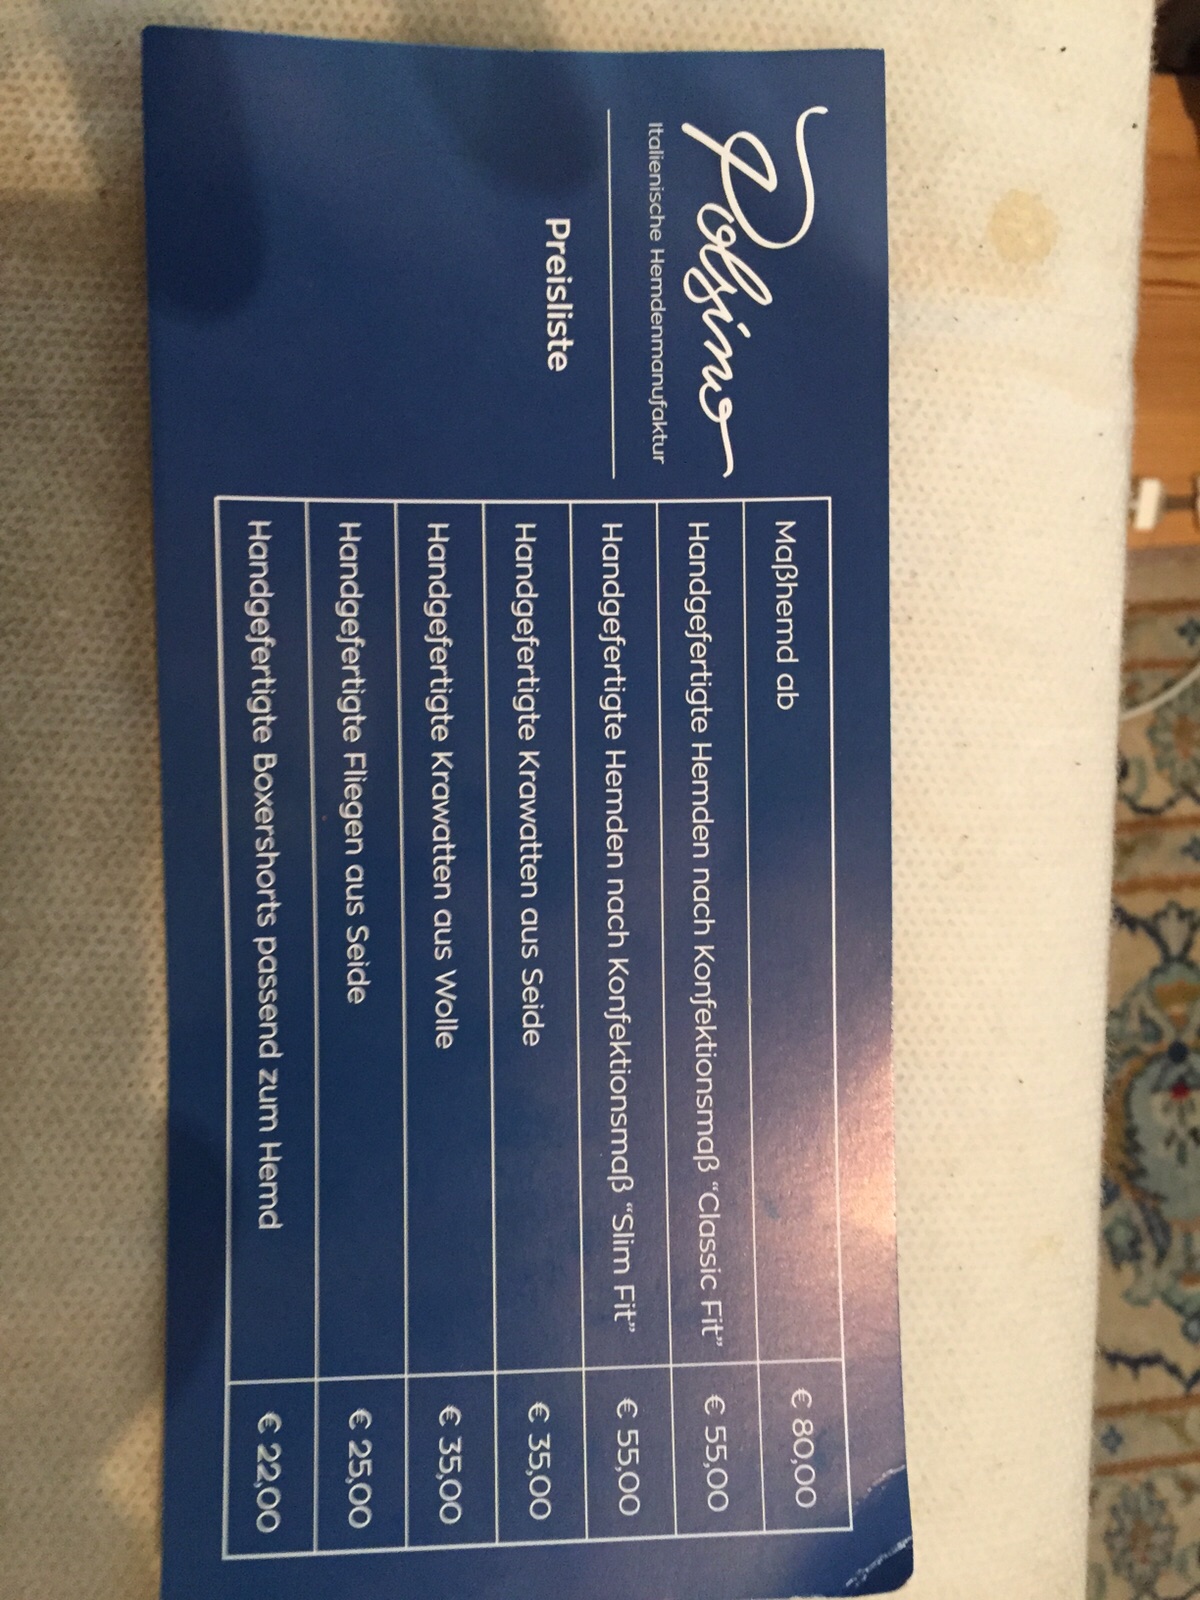 Polsino
Italienische Hemdenmanufaktur
Preisliste
Maßhemd ab € 80,00
Handgefertigte Hemden nach Konfektionsmaß “Classic Fit” € 55,00
Handgefertigte Hemden nach Konfektionsmaß “Slim Fit” € 55,00
Handgefertigte Krawatten aus Seide € 35,00
Handgefertigte Krawatten aus Wolle € 35,00
Handgefertigte Fliegen aus Seide € 25,00
Handgefertigte Boxershorts passend zum Hemd € 22,00